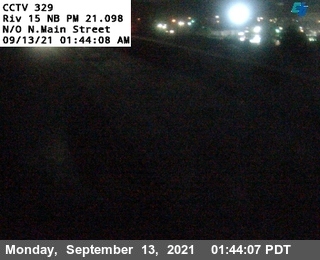 CCTV 329
Riv 15 NB PM 21.098
N/O N.Main Street
09/13/21 01:44:08 AM
Monday, September 13, 2021 01:44:07 PDT